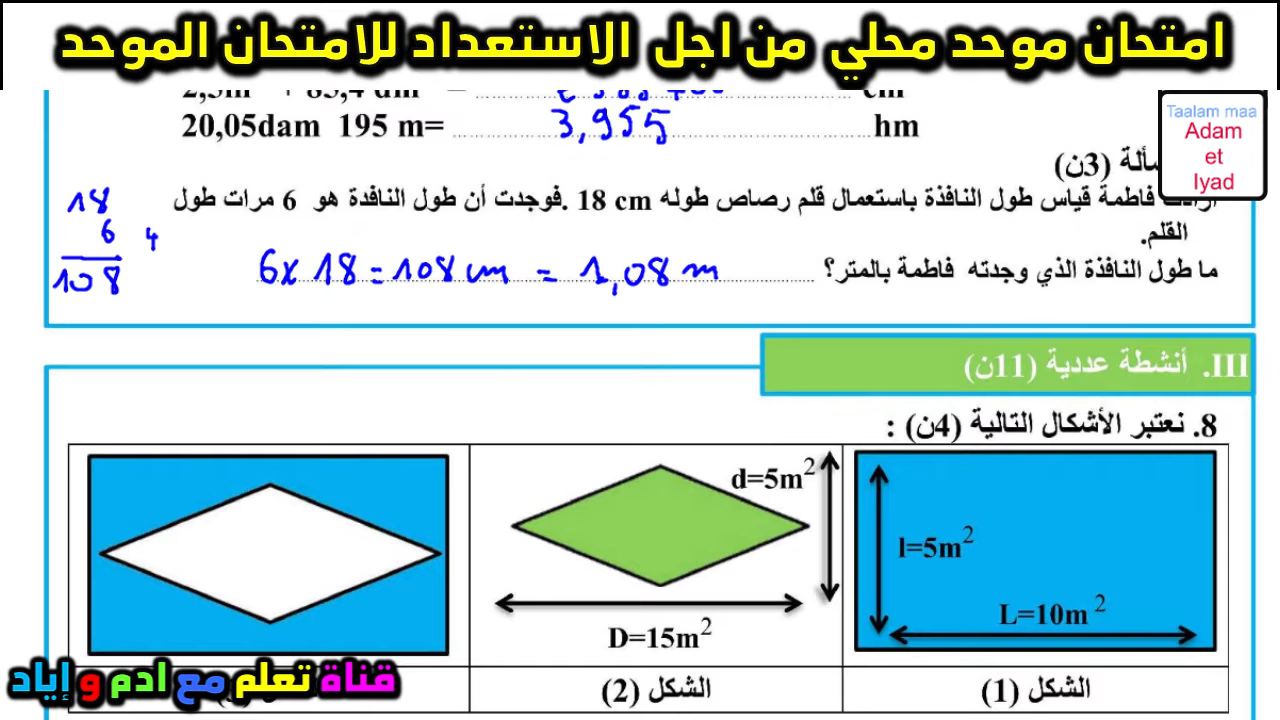 امتحان موحد محلي من اجل الاستعداد للامتحان الموحد
Taalam maa
Adam
et
Iyad
20,05dam 195 m= 3,955 hm
(3ن)
فاطمة قياس طول النافذة باستعمال قلم رصاص طوله 18 cm .فوجدت أن طول النافدة هو 6 مرات طول
القلم.
ما طول النافذة الذي وجدته فاطمة بالمتر؟ 6x 18 = 108 cm = 1,08 m
18
6 4
108
III. أنشطة عددية (11ن)
8. نعتبر الأشكال التالية (4ن) :
l=5m2
L=10m 2
d=5m2
D=15m2
الشكل (1)
الشكل (2)
قناة تعلم مع ادم و إياد